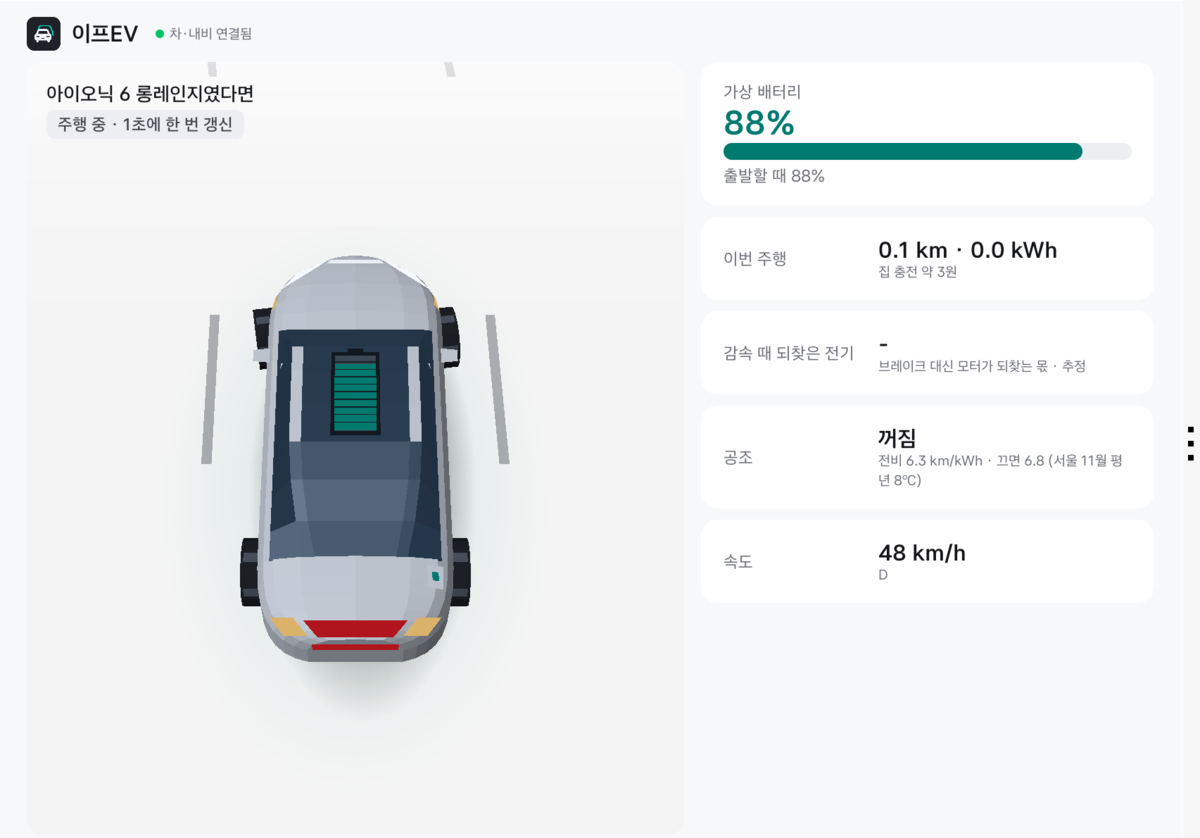 이프EV
차·내비 연결됨
아이오닉 6 롱레인지였다면
주행 중 · 1초에 한 번 갱신
가상 배터리
88%
출발할 때 88%
이번 주행
0.1 km · 0.0 kWh
집 충전 약 3원
감속 때 되찾은 전기
-
브레이크 대신 모터가 되찾는 몫 · 추정
공조
꺼짐
전비 6.3 km/kWh · 끄면 6.8 (서울 11월 평
년 8°C)
속도
48 km/h
D